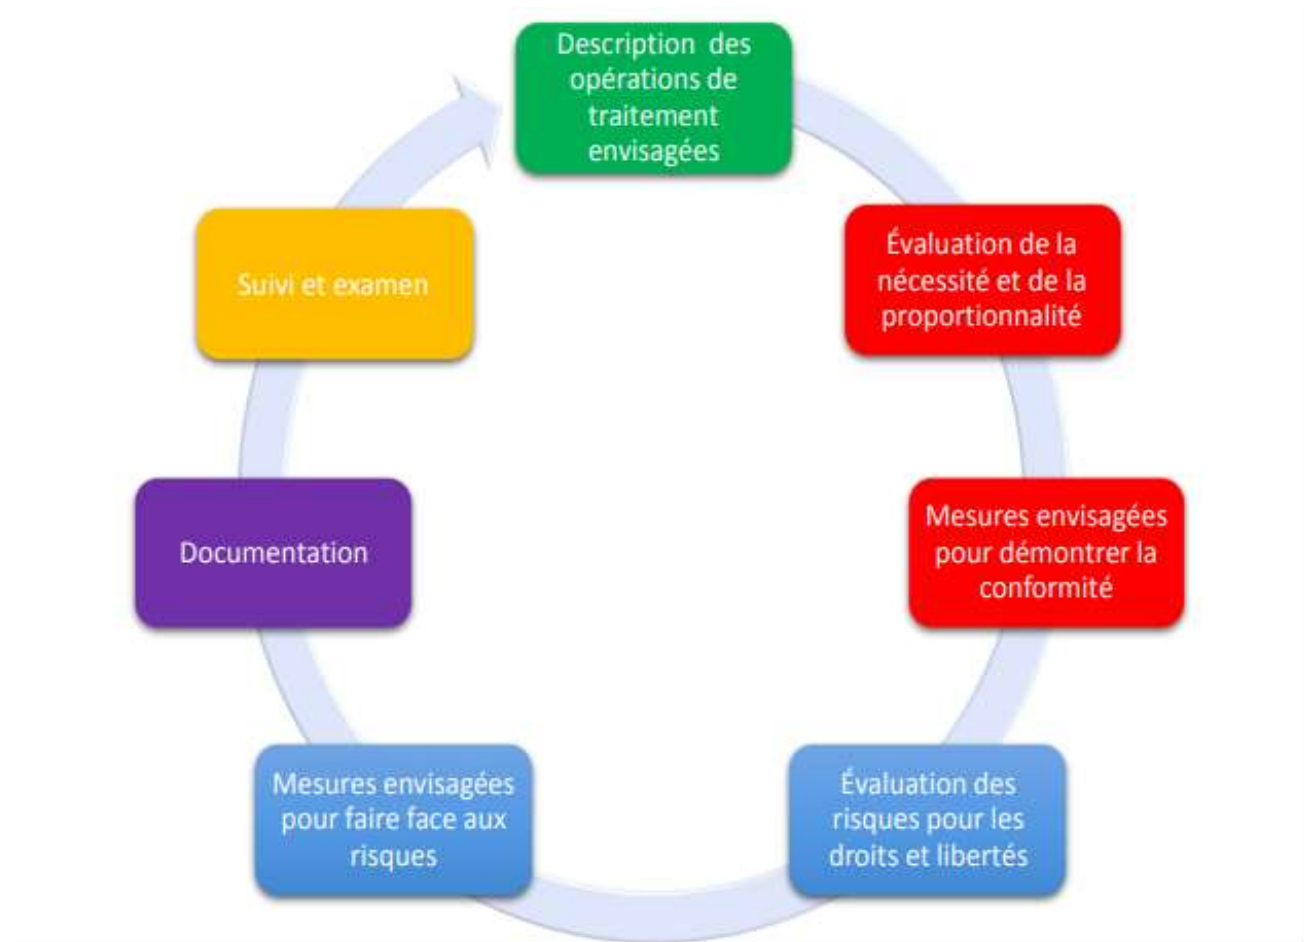 Description des
opérations de
traitement
envisagées
Évaluation de la
nécessité et de la
proportionnalité
Mesures envisagées
pour démontrer la
conformité
Évaluation des
risques pour les
droits et libertés
Mesures envisagées
pour faire face aux
risques
Documentation
Suivi et examen